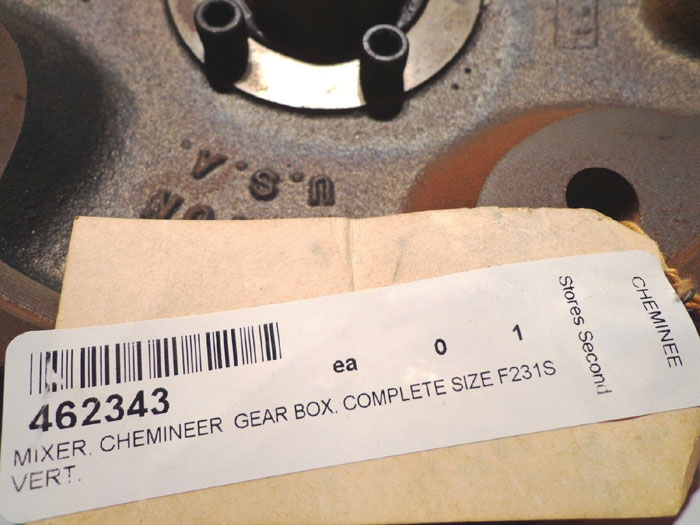 U.S.A.
CHEMINEE
Stores Second
ea 0 1
462343
MIXER, CHEMINEER GEAR BOX, COMPLETE SIZE F231S
VERT.